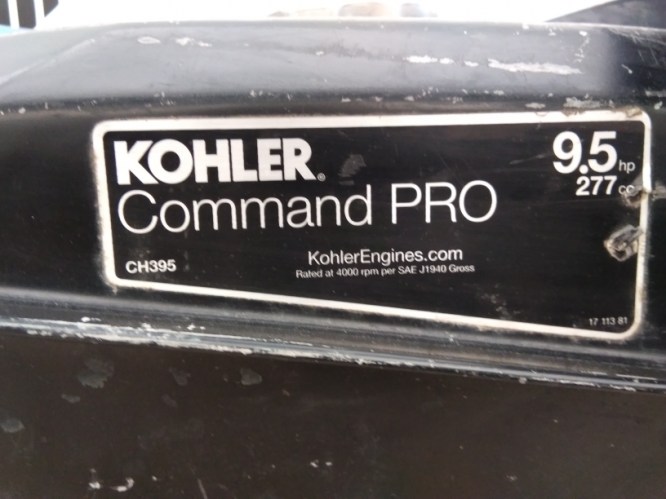 KOHLER®
Command PRO
9.5 hp
277 cc
CH395
KohlerEngines.com
Rated at 4000 rpm per SAE J1940 Gross
17 113 81